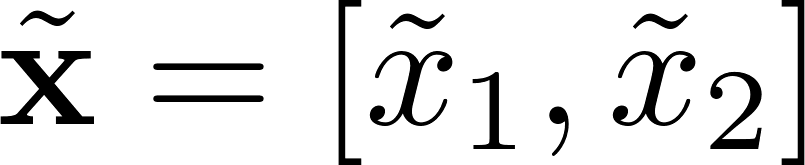 x̃ = [x̃₁, x̃₂]